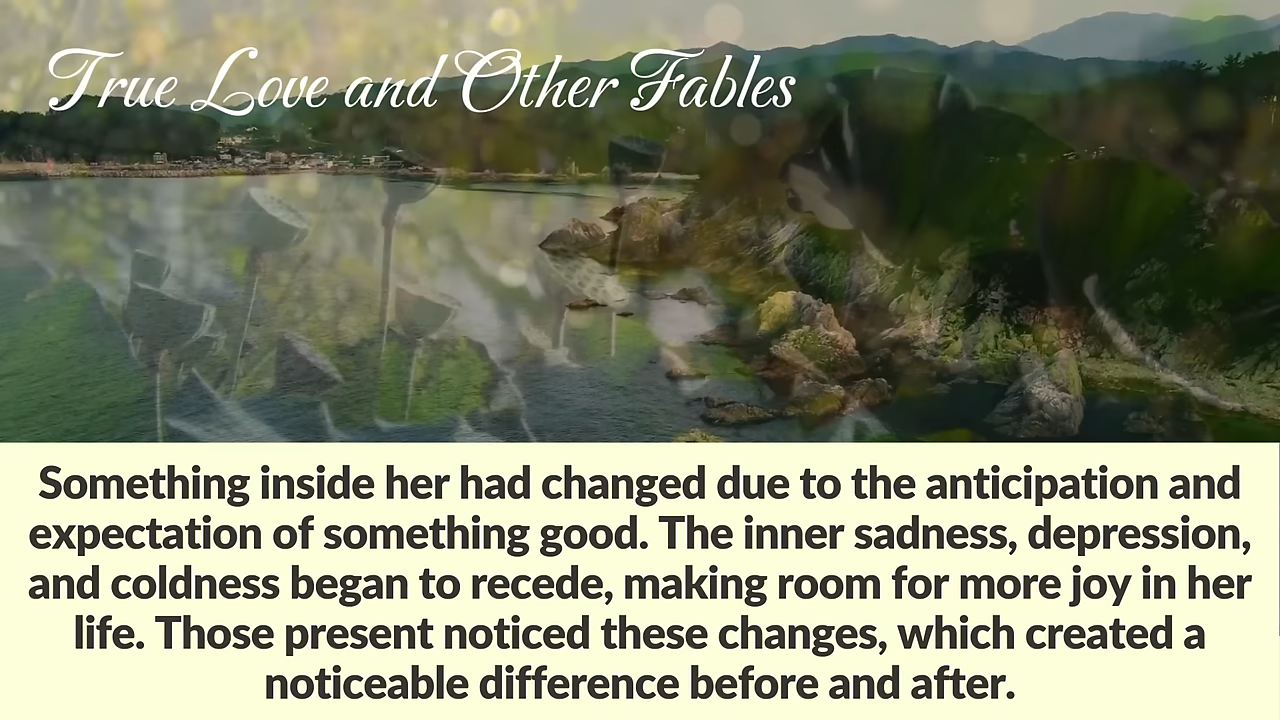 True Love and Other Fables
Something inside her had changed due to the anticipation and
expectation of something good. The inner sadness, depression,
and coldness began to recede, making room for more joy in her
life. Those present noticed these changes, which created a
noticeable difference before and after.